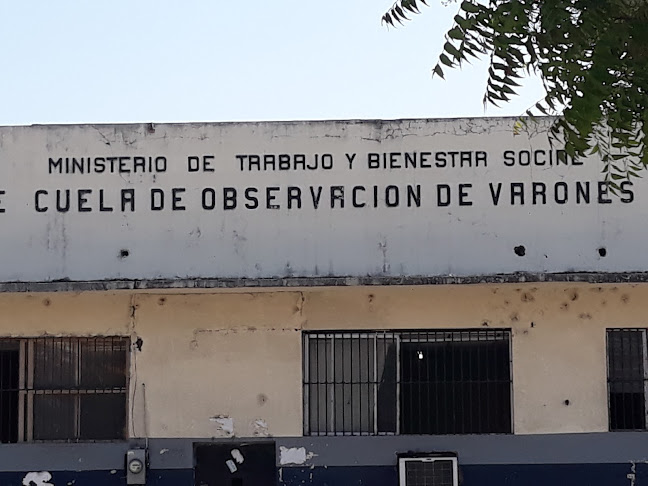 MINISTERIO DE TRABAJO Y BIENESTAR SOCIAL
E CUELA DE OBSERVACION DE VARONES